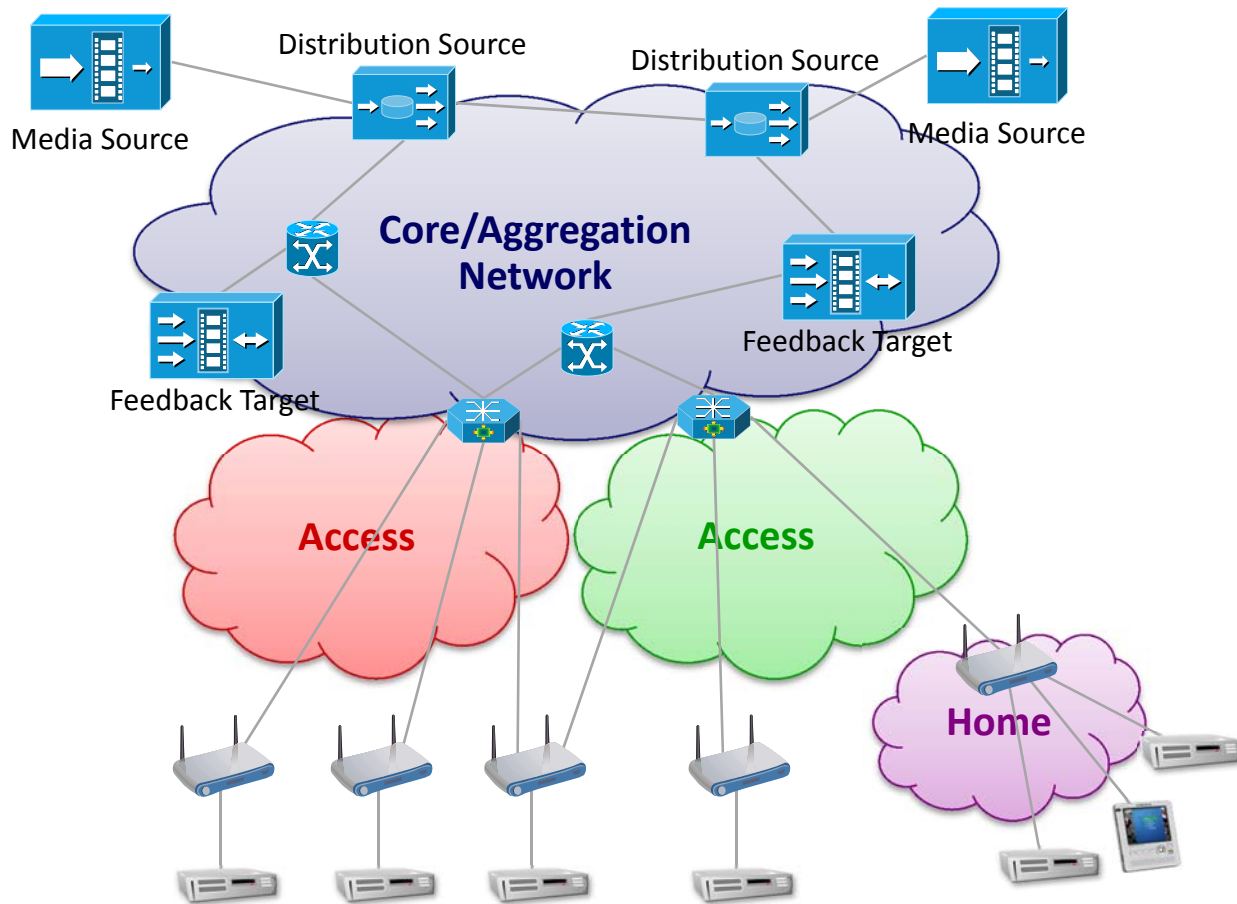 Distribution Source
Distribution Source
Media Source
Media Source
Core/Aggregation
Network
Feedback Target
Feedback Target
Access
Access
Home